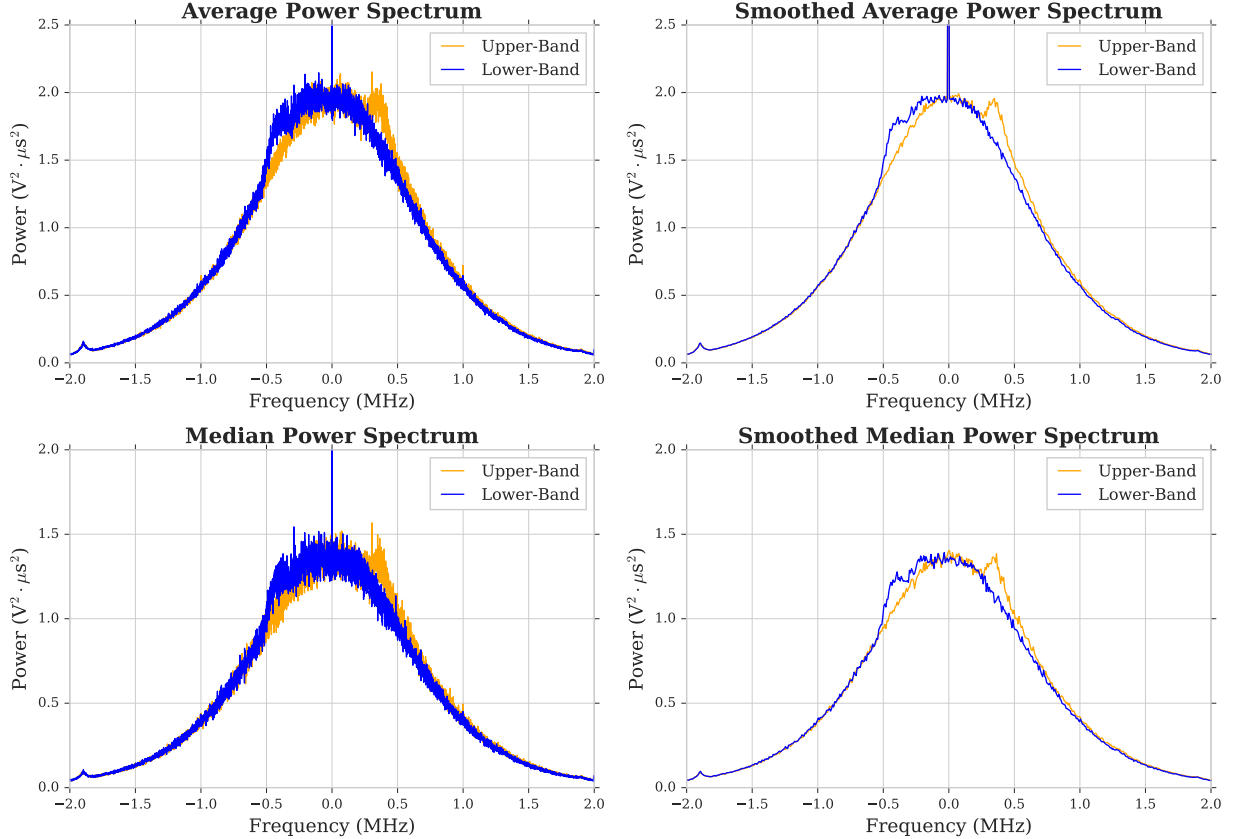 Average Power Spectrum
Power (V² · μs²)
2.5
2.0
1.5
1.0
0.5
0.0
Upper-Band
Lower-Band
−2.0 −1.5 −1.0 −0.5 0.0 0.5 1.0 1.5 2.0
Frequency (MHz)
Smoothed Average Power Spectrum
Power (V² · μs²)
2.5
2.0
1.5
1.0
0.5
0.0
Upper-Band
Lower-Band
−2.0 −1.5 −1.0 −0.5 0.0 0.5 1.0 1.5 2.0
Frequency (MHz)
Median Power Spectrum
Power (V² · μs²)
2.0
1.5
1.0
0.5
0.0
Upper-Band
Lower-Band
−2.0 −1.5 −1.0 −0.5 0.0 0.5 1.0 1.5 2.0
Frequency (MHz)
Smoothed Median Power Spectrum
Power (V² · μs²)
2.0
1.5
1.0
0.5
0.0
Upper-Band
Lower-Band
−2.0 −1.5 −1.0 −0.5 0.0 0.5 1.0 1.5 2.0
Frequency (MHz)